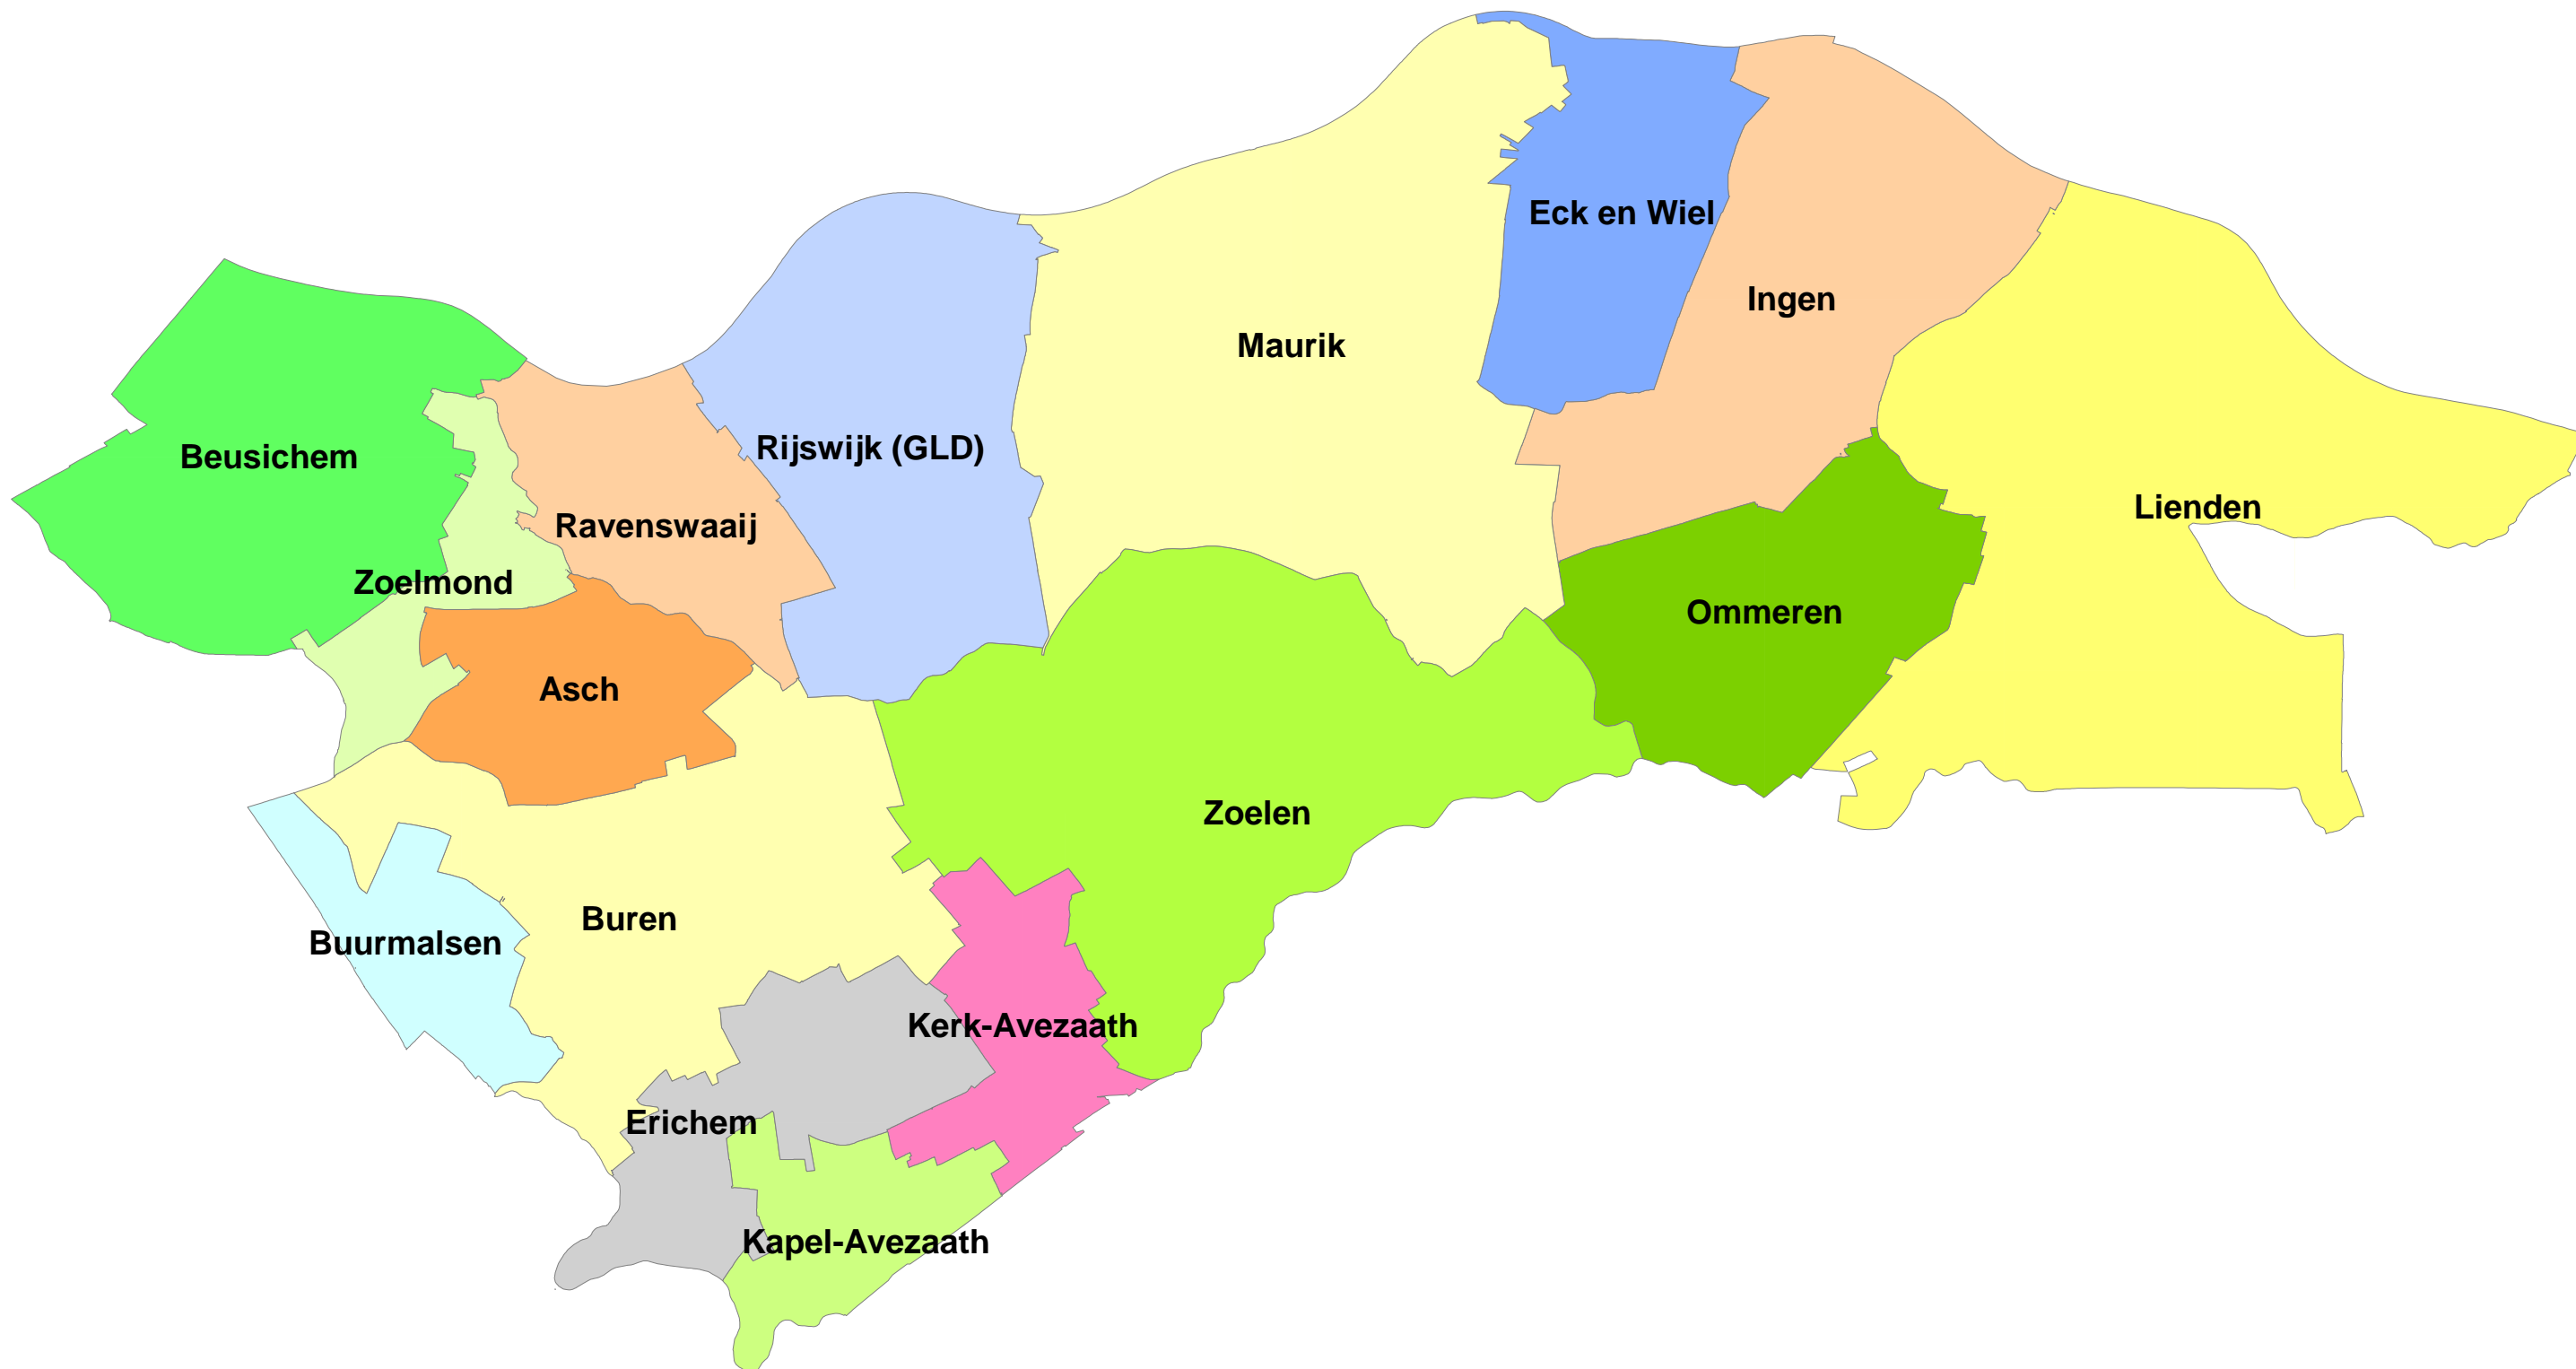 Eck en Wiel
Ingen
Maurik
Rijswijk (GLD)
Beusichem
Lienden
Ravenswaaij
Zoelmond
Ommeren
Asch
Zoelen
Buren
Buurmalsen
Kerk-Avezaath
Erichem
Kapel-Avezaath